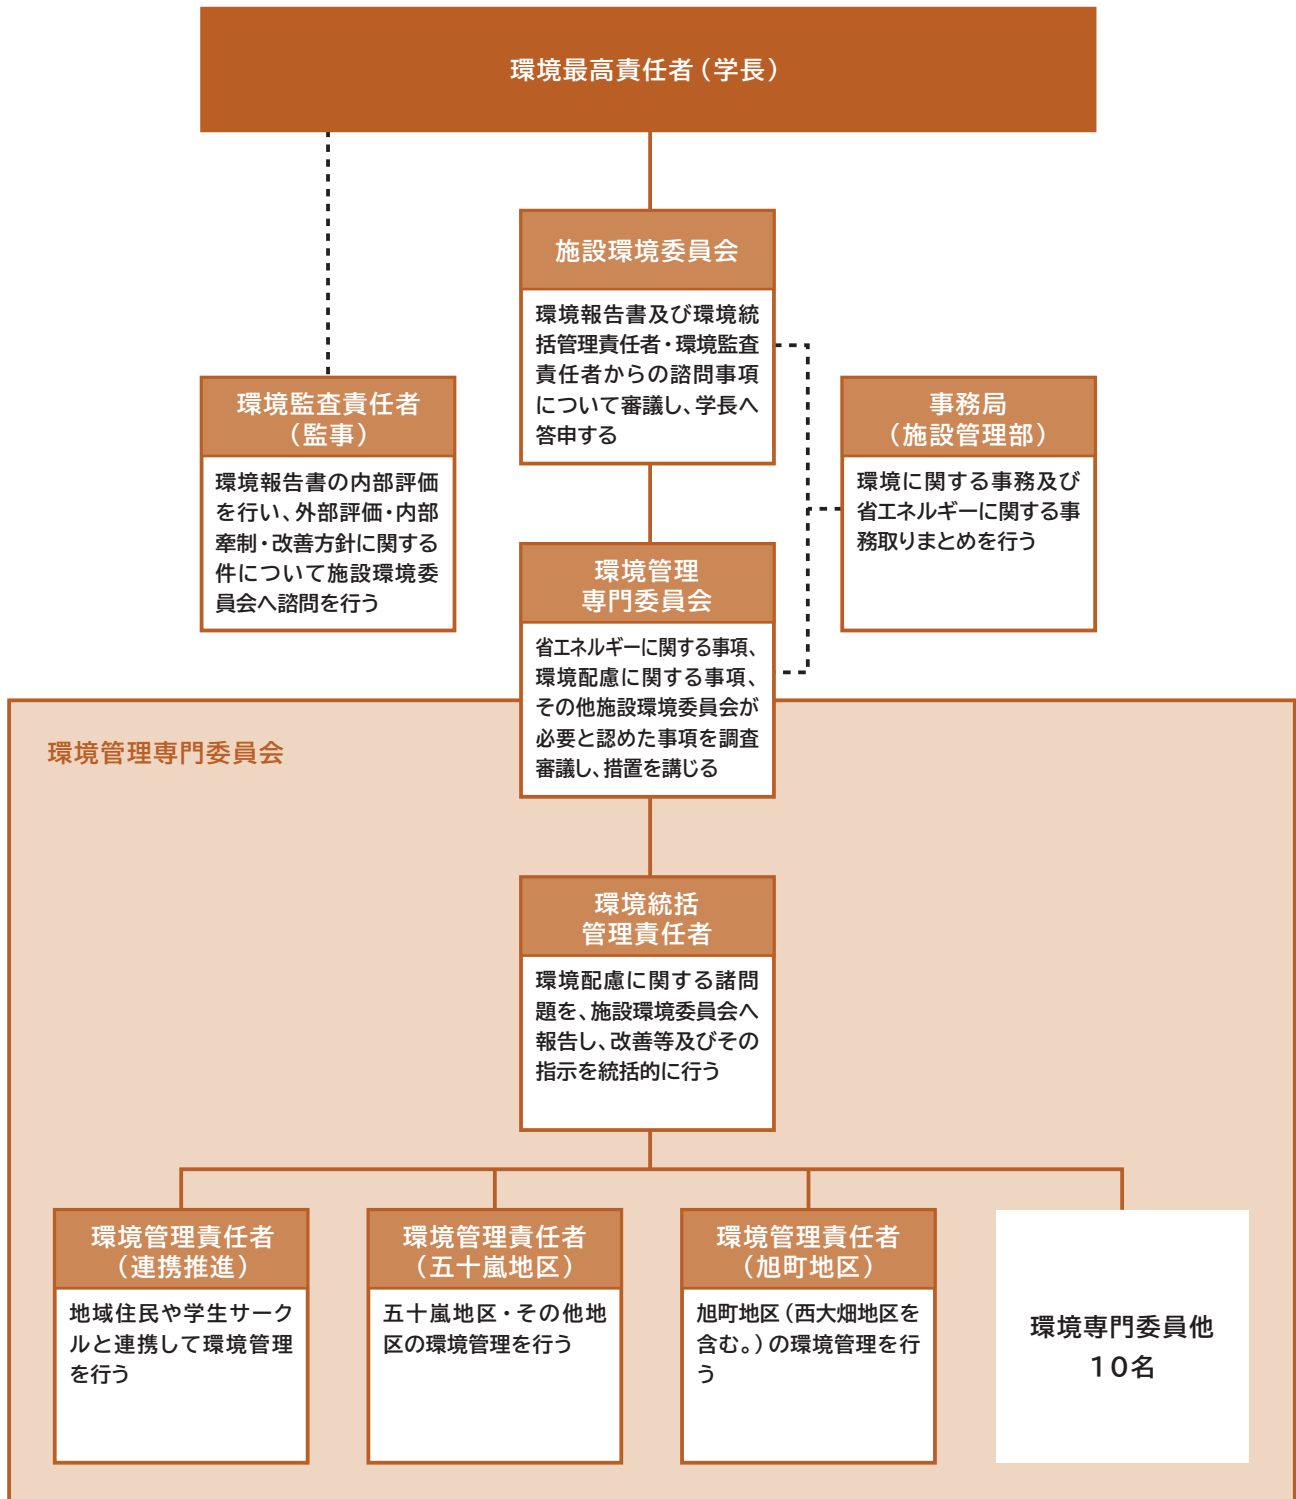 環境最高責任者（学長）
施設環境委員会
環境報告書及び環境統
括管理責任者・環境監査
責任者からの諮問事項
について審議し、学長へ
答申する
環境監査責任者
（監事）
環境報告書の内部評価
を行い、外部評価・内部
牽制・改善方針に関する
件について施設環境委
員会へ諮問を行う
事務局
（施設管理部）
環境に関する事務及び
省エネルギーに関する事
務取りまとめを行う
環境管理
専門委員会
省エネルギーに関する事項、
環境配慮に関する事項、
その他施設環境委員会が
必要と認めた事項を調査
審議し、措置を講じる
環境管理専門委員会
環境統括
管理責任者
環境配慮に関する諸問
題を、施設環境委員会へ
報告し、改善等及びその
指示を統括的に行う
環境管理責任者
（連携推進）
地域住民や学生サーク
ルと連携して環境管理
を行う
環境管理責任者
（五十嵐地区）
五十嵐地区・その他地
区の環境管理を行う
環境管理責任者
（旭町地区）
旭町地区（西大畑地区を
含む。）の環境管理を行
う
環境専門委員他
10名